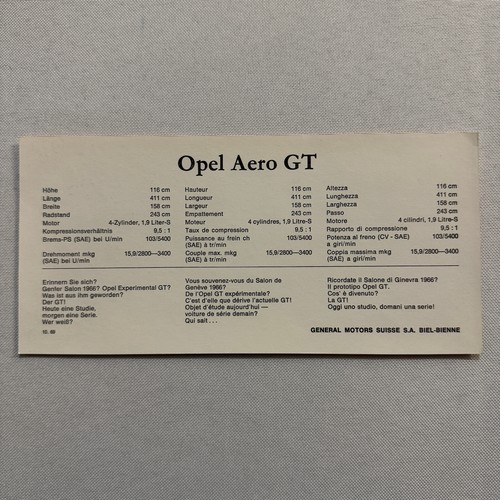 Opel Aero GT
Höhe 116 cm
Länge 411 cm
Breite 158 cm
Radstand 243 cm
Motor 4-Zylinder, 1,9 Liter-S
Kompressionsverhältnis 9,5 : 1
Brems-PS (SAE) bei U/min 103/5400
Drehmoment mkg 15,9/2800—3400
(SAE) bei U/min
Hauteur 116 cm
Longueur 411 cm
Largeur 158 cm
Empattement 243 cm
Moteur 4 cylindres, 1,9 Litre-S
Taux de compression 9,5 : 1
Puissance au frein ch 103/5400
(SAE) à tr/min
Couple max. mkg 15,9/2800—3400
(SAE) à tr/min
Altezza 116 cm
Lunghezza 411 cm
Larghezza 158 cm
Passo 243 cm
Motore 4 cilindri, 1,9 Litre-S
Rapporto di compressione 9,5 : 1
Potenza al freno (CV - SAE) 103/5400
a giri/min
Coppia massima mkg 15,9/2800—3400
(SAE) a giri/min
Erinnern Sie sich?
Genfer Salon 1966? Opel Experimental GT?
Was ist aus ihm geworden?
Der GT!
Heute eine Studie,
morgen eine Serie.
Wer weiß?
Vous souvenez-vous du Salon de
Genève 1966?
De l'Opel GT expérimentale?
C'est d'elle que dérive l'actuelle GT!
Objet d'étude aujourd'hui —
voiture de série demain?
Qui sait . . .
Ricordate il Salone di Ginevra 1966?
Il prototipo Opel GT.
Cos' è divenuto?
La GT!
Oggi uno studio, domani una serie!
GENERAL MOTORS SUISSE S.A. BIEL-BIENNE